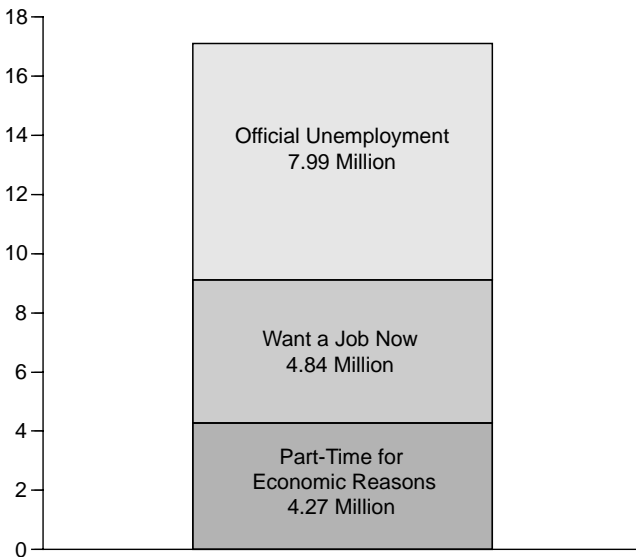 18
16
14
12
10
8
6
4
2
0
Official Unemployment
7.99 Million
Want a Job Now
4.84 Million
Part-Time for
Economic Reasons
4.27 Million